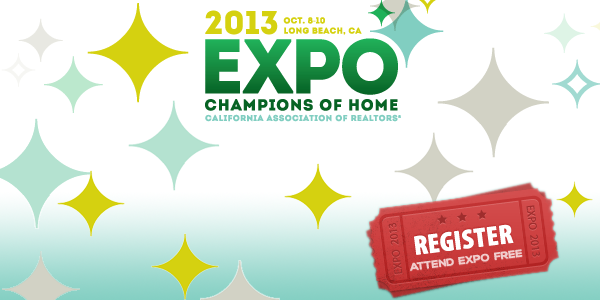 2013 OCT. 8-10
LONG BEACH, CA
EXPO
CHAMPIONS OF HOME
CALIFORNIA ASSOCIATION OF REALTORS®
EXPO 2013
REGISTER
ATTEND EXPO FREE
EXPO 2013